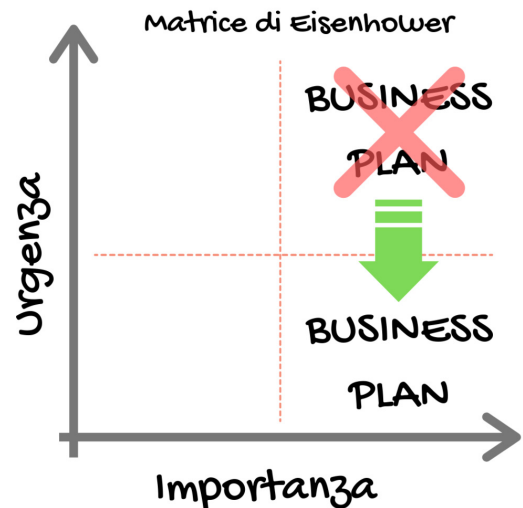 Matrice di Eisenhower
BUSINESS
PLAN
Urgenza
BUSINESS
PLAN
Importanza